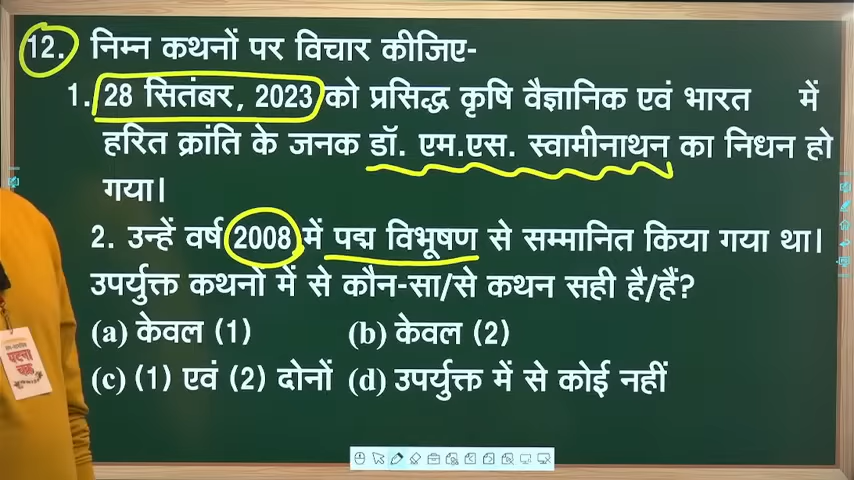 12. निम्न कथनों पर विचार कीजिए-
1. 28 सितंबर, 2023 को प्रसिद्ध कृषि वैज्ञानिक एवं भारत में
हरित क्रांति के जनक डॉ. एम.एस. स्वामीनाथन का निधन हो
गया।
2. उन्हें वर्ष 2008 में पद्म विभूषण से सम्मानित किया गया था।
उपर्युक्त कथनों में से कौन-सा/से कथन सही है/हैं?
(a) केवल (1) (b) केवल (2)
(c) (1) एवं (2) दोनों (d) उपर्युक्त में से कोई नहीं
घटना
चक्र